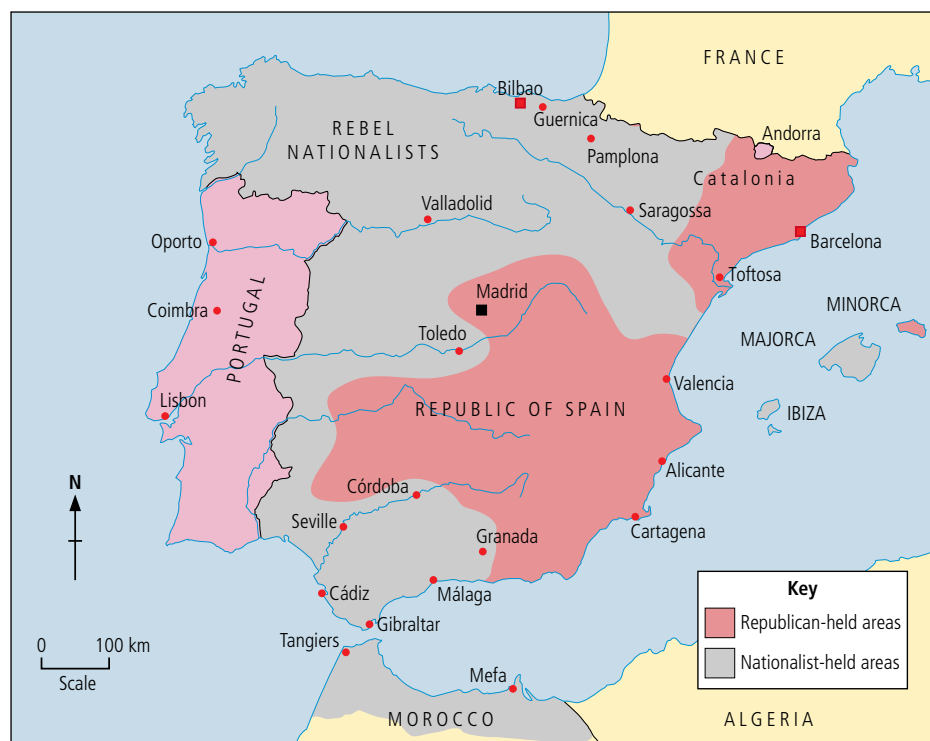 FRANCE
Bilbao
Guernica
REBEL
NATIONALISTS
Pamplona
Andorra
Catalonia
Valladolid
Saragossa
Oporto
Barcelona
Toftosa
Madrid
Coimbra
MINORCA
PORTUGAL
Toledo
MAJORCA
Valencia
Lisbon
REPUBLIC OF SPAIN
IBIZA
Alicante
N
Córdoba
Seville
Cartagena
Granada
Key
Cádiz
Málaga
Republican-held areas
Gibraltar
0 100 km
Tangiers
Nationalist-held areas
Scale
Mefa
MOROCCO
ALGERIA